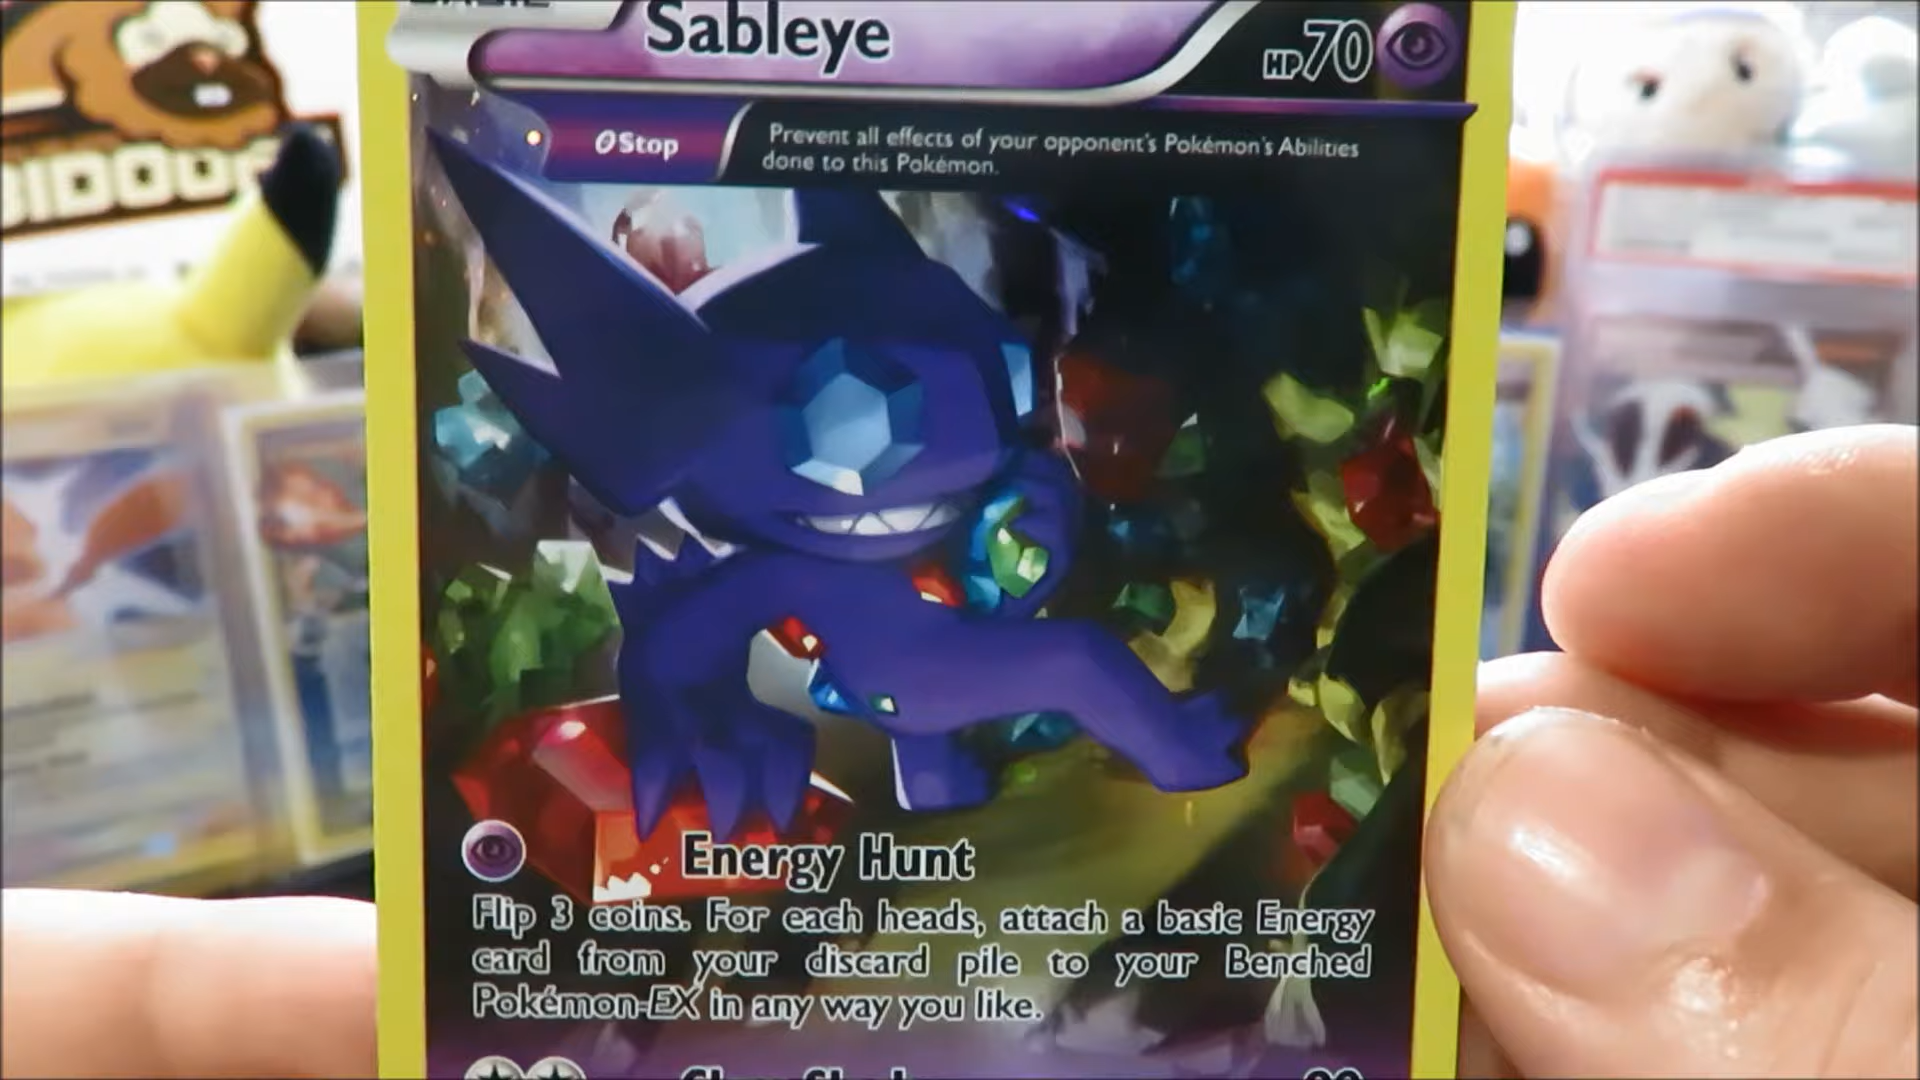 Sableye
HP70
θStop
Prevent all effects of your opponent's Pokémon's Abilities
done to this Pokémon.
Energy Hunt
Flip 3 coins. For each heads, attach a basic Energy
card from your discard pile to your Benched
Pokémon-EX in any way you like.